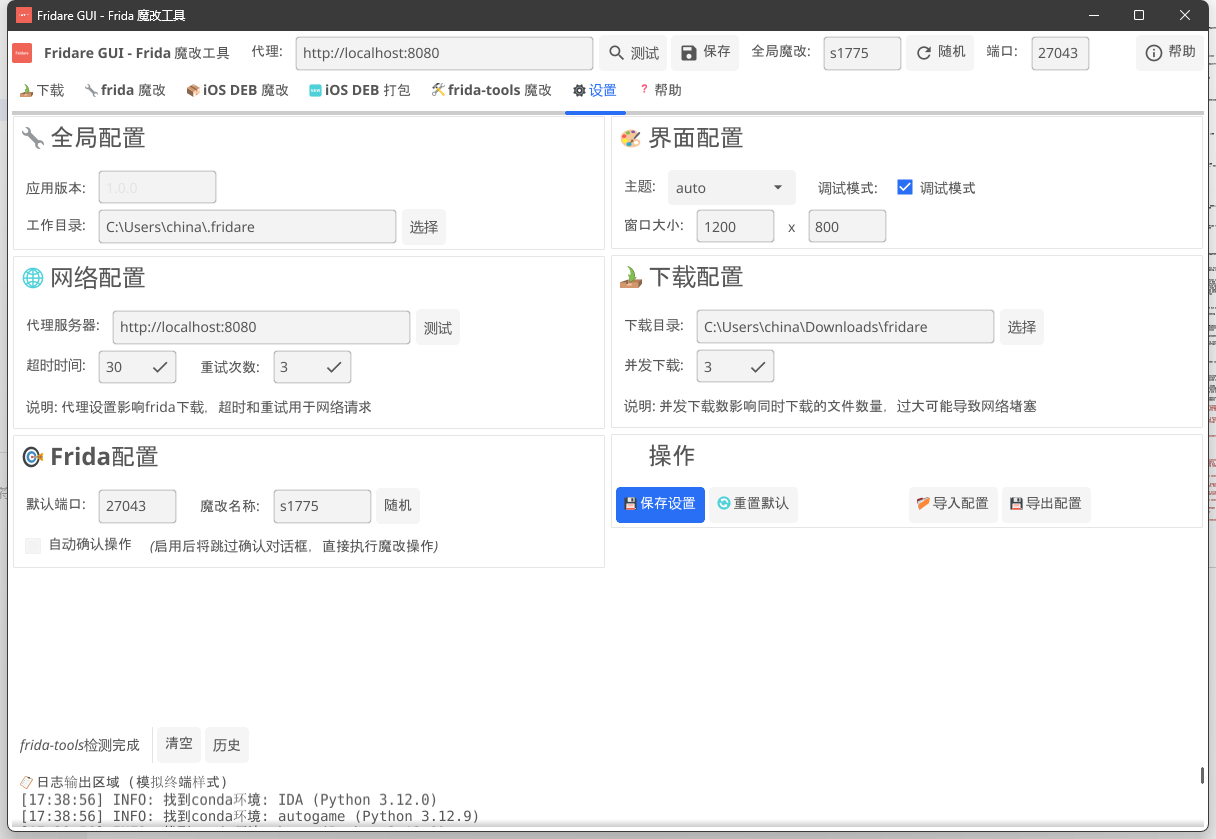 Fridare GUI - Frida 魔改工具
Fridare GUI - Frida 魔改工具 代理: http://localhost:8080 测试 保存 全局魔改: s1775 随机 端口: 27043 帮助
下载 frida 魔改 iOS DEB 魔改 iOS DEB 打包 frida-tools 魔改 设置 ? 帮助
全局配置
应用版本: 1.0.0
工作目录: C:\Users\china\.fridare 选择
界面配置
主题: auto 调试模式: 调试模式
窗口大小: 1200 x 800
网络配置
代理服务器: http://localhost:8080 测试
超时时间: 30 重试次数: 3
说明: 代理设置影响frida下载，超时和重试用于网络请求
下载配置
下载目录: C:\Users\china\Downloads\fridare 选择
并发下载: 3
说明: 并发下载数影响同时下载的文件数量，过大可能导致网络堵塞
Frida配置
默认端口: 27043 魔改名称: s1775 随机
自动确认操作 (启用后将跳过确认对话框，直接执行魔改操作)
操作
保存设置 重置默认 导入配置 导出配置
frida-tools检测完成 清空 历史
日志输出区域 (模拟终端样式)
[17:38:56] INFO: 找到conda环境: IDA (Python 3.12.0)
[17:38:56] INFO: 找到conda环境: autogame (Python 3.12.9)